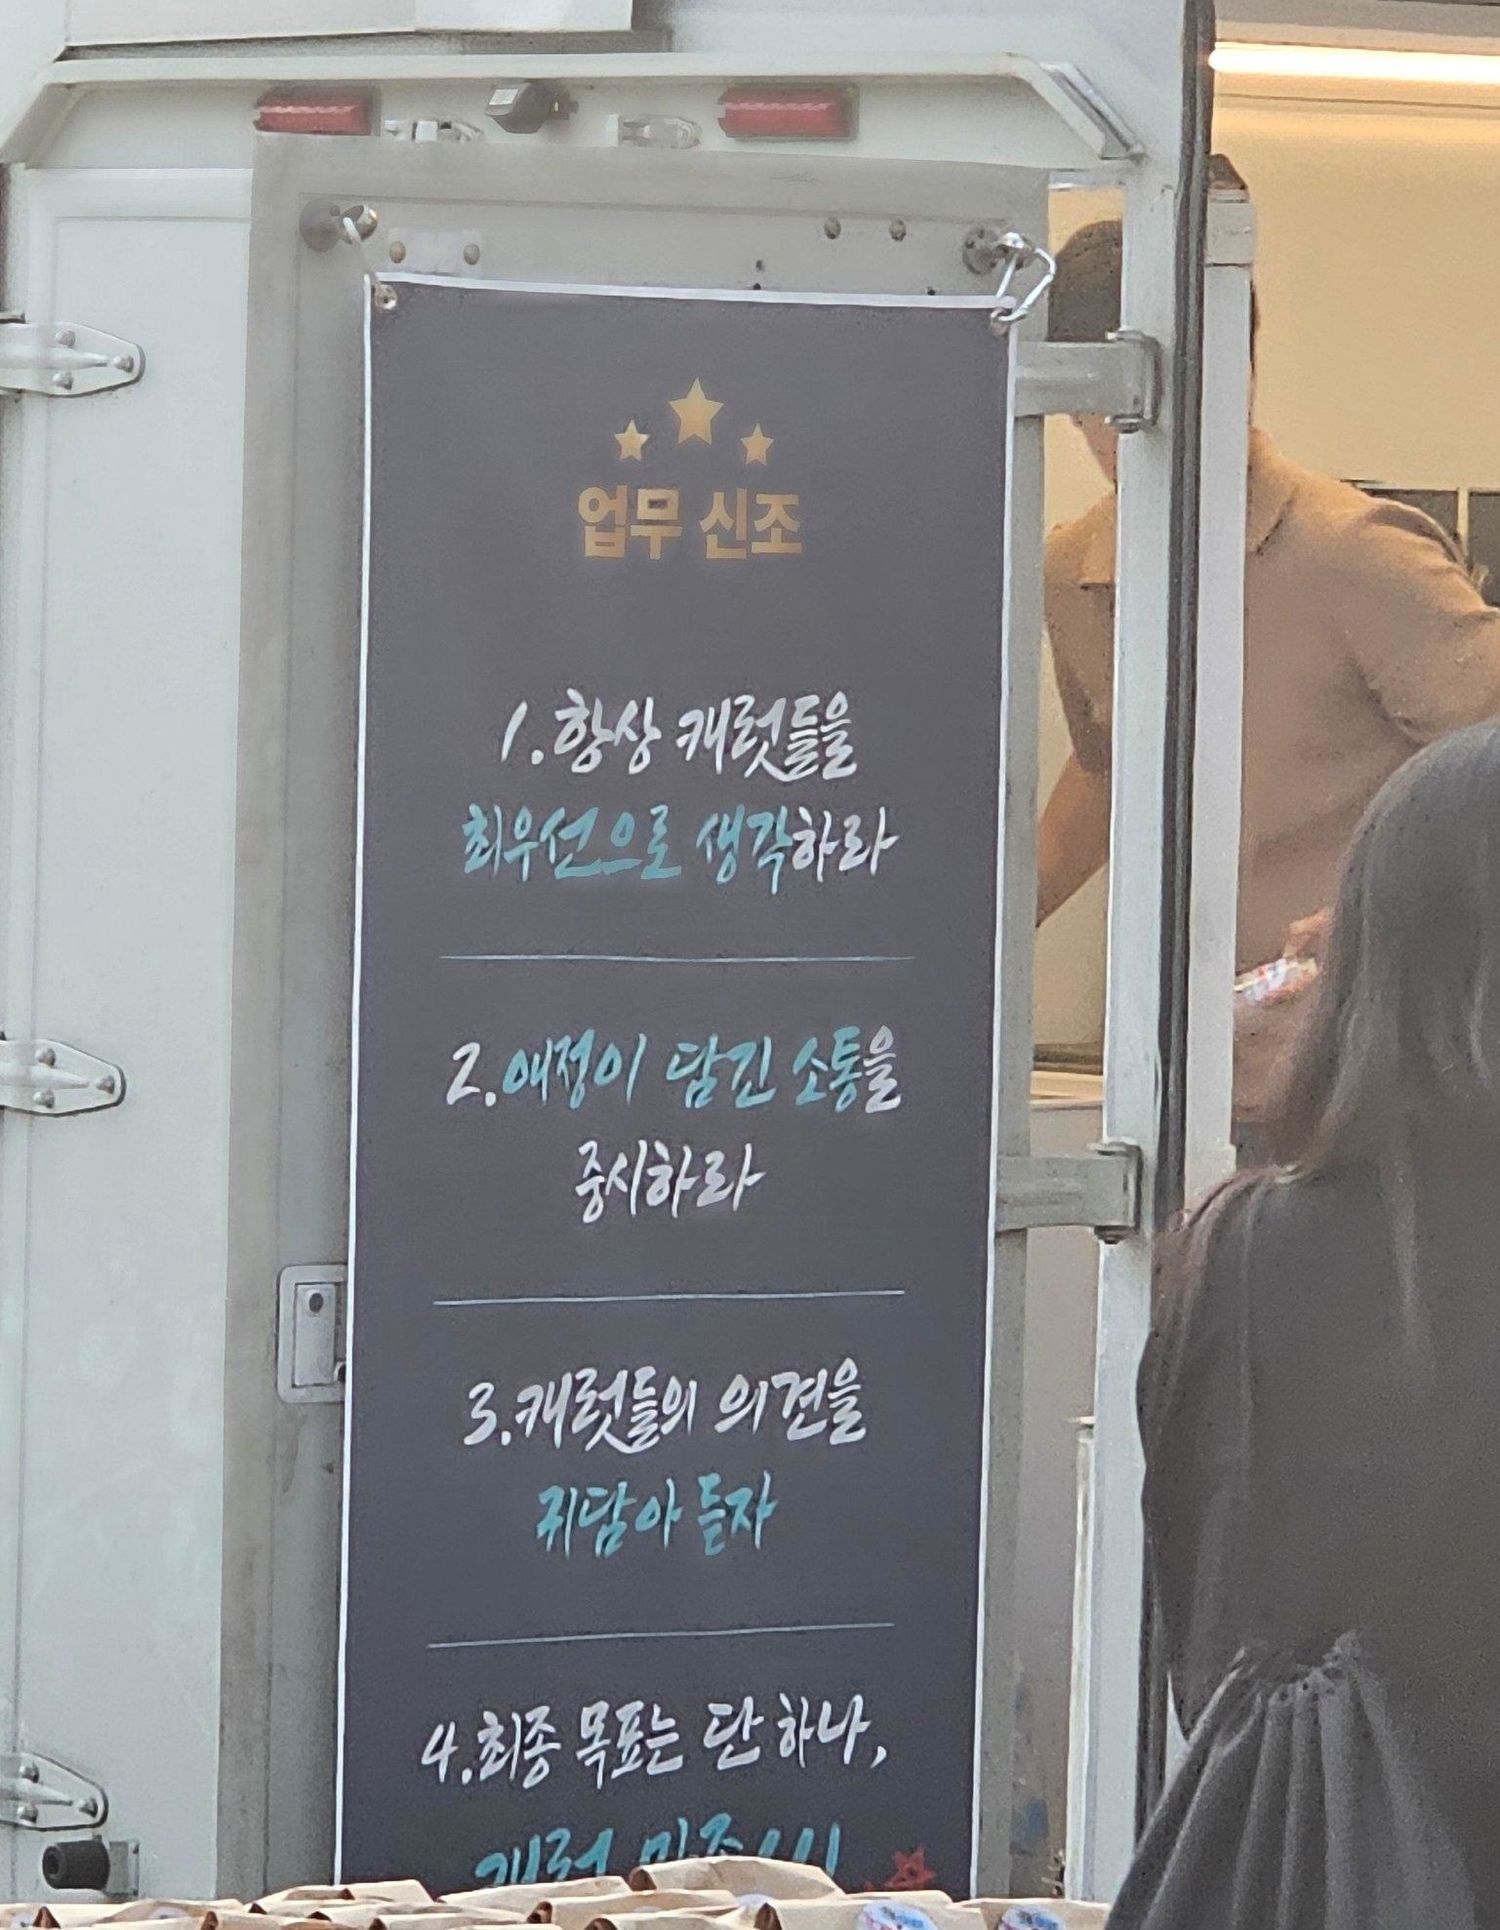 업무 신조
1. 항상 캐럿들을
최우선으로 생각하라
2. 애정이 담긴 소통을
중시하라
3. 캐럿들의 의견을
귀담아 듣자
4. 최종 목표는 단 하나,